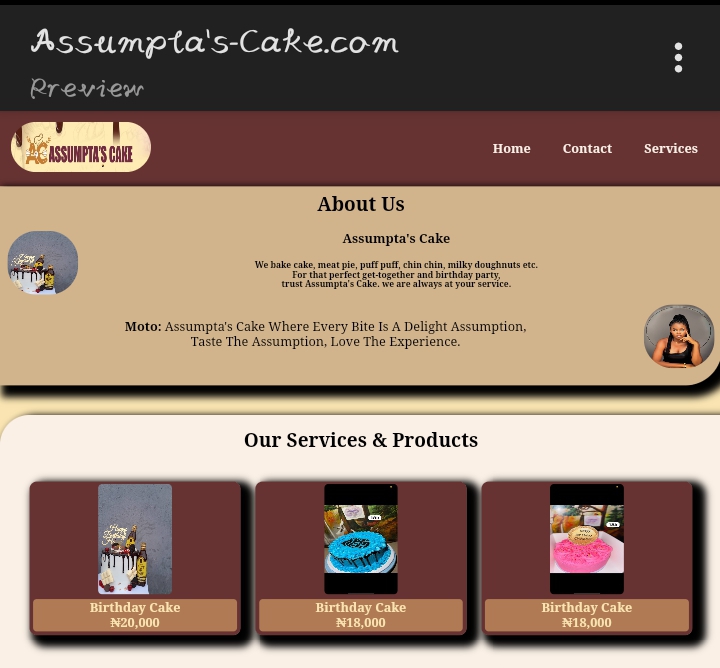 Assumpta's-Cake.com
Preview
AC ASSUMPTA'S CAKE
Home Contact Services
About Us
Assumpta's Cake
We bake cake, meat pie, puff puff, chin chin, milky doughnuts etc.
For that perfect get-together and birthday party,
trust Assumpta's Cake. we are always at your service.
Moto: Assumpta's Cake Where Every Bite Is A Delight Assumption,
Taste The Assumption, Love The Experience.
Our Services & Products
Birthday Cake
₦20,000
Birthday Cake
₦18,000
Birthday Cake
₦18,000